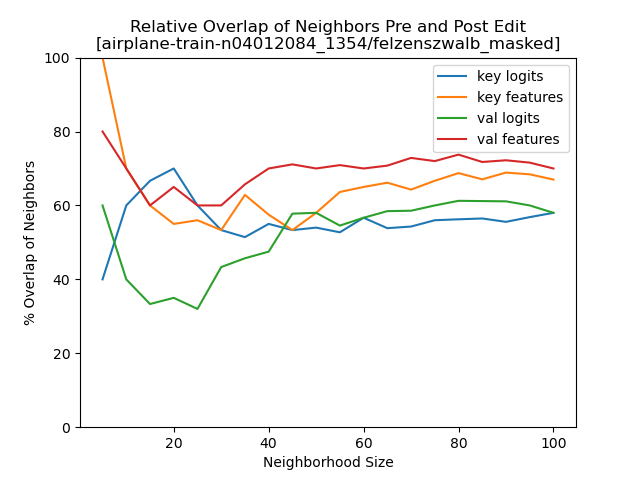 Relative Overlap of Neighbors Pre and Post Edit
[airplane-train-n04012084_1354/felzenszwalb_masked]
100
80
60
40
20
0
% Overlap of Neighbors
key logits
key features
val logits
val features
20 40 60 80 100
Neighborhood Size